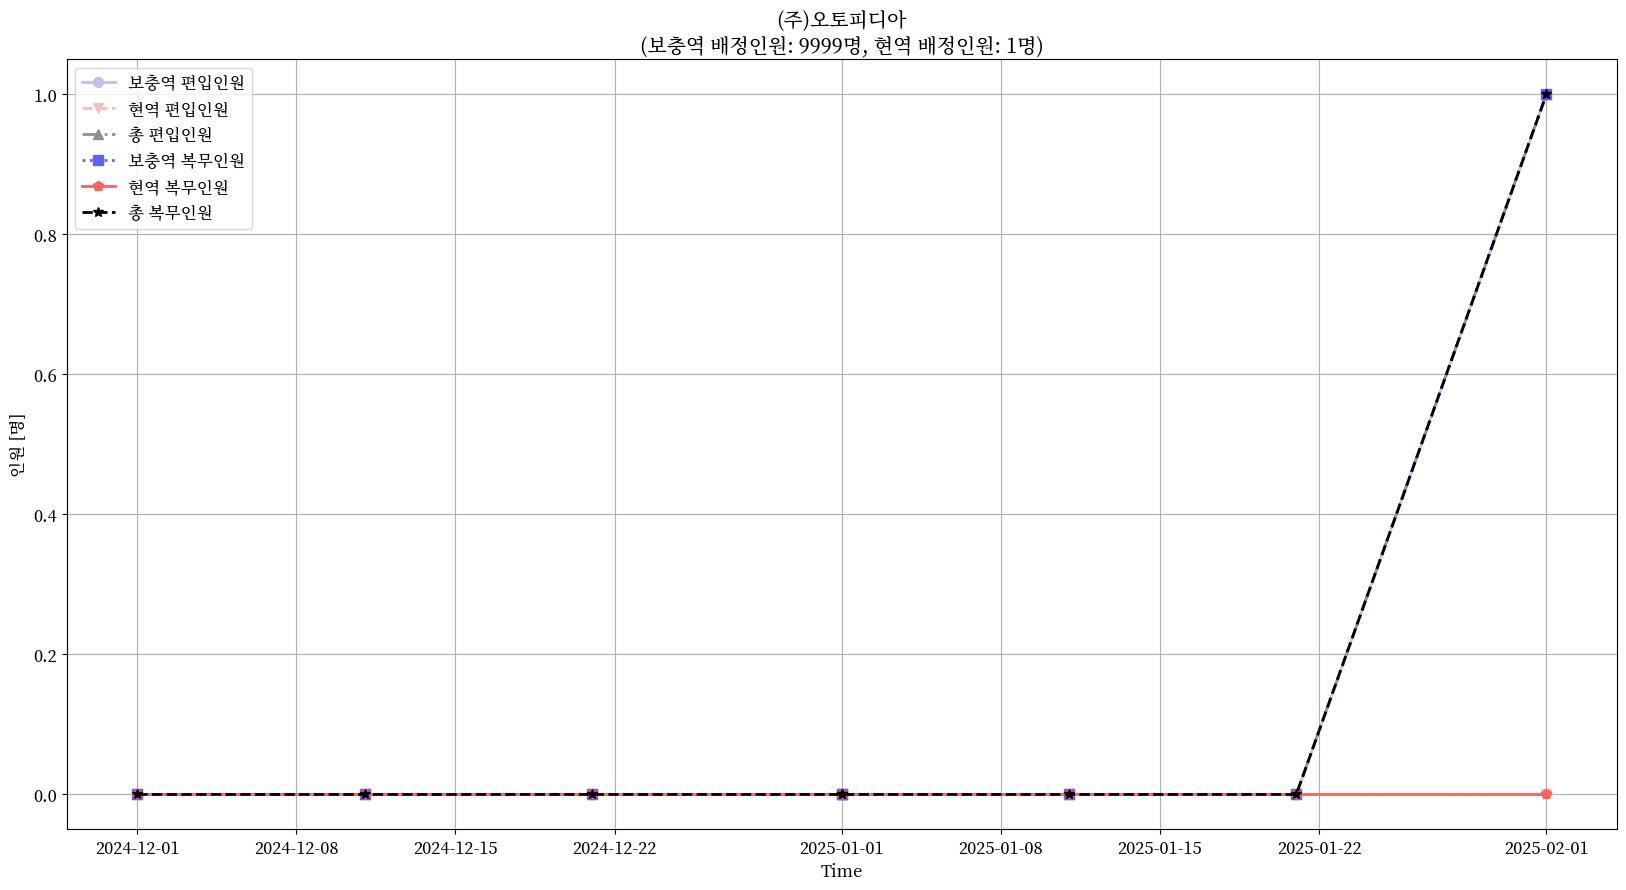 (주)오토피디아
(보충역 배정인원: 9999명, 현역 배정인원: 1명)
보충역 편입인원
현역 편입인원
총 편입인원
보충역 복무인원
현역 복무인원
총 복무인원
인원 [명]
1.0
0.8
0.6
0.4
0.2
0.0
2024-12-01 2024-12-08 2024-12-15 2024-12-22 2025-01-01 2025-01-08 2025-01-15 2025-01-22 2025-02-01
Time